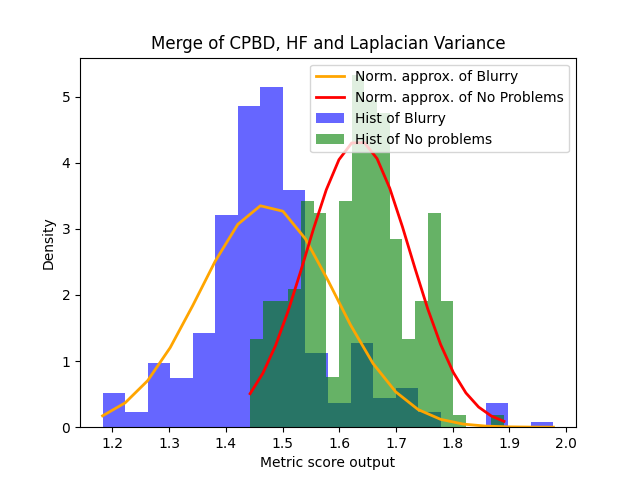 Merge of CPBD, HF and Laplacian Variance
Norm. approx. of Blurry
Norm. approx. of No Problems
Hist of Blurry
Hist of No problems
Density
5
4
3
2
1
0
1.2 1.3 1.4 1.5 1.6 1.7 1.8 1.9 2.0
Metric score output